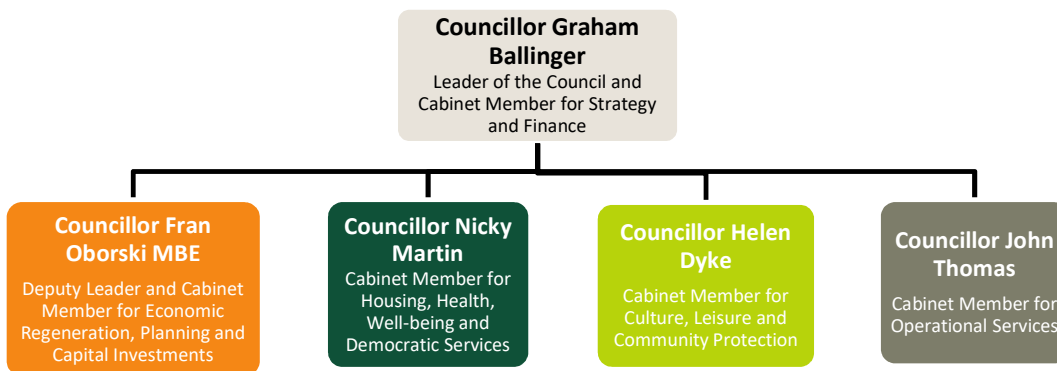 Councillor Graham
Ballinger
Leader of the Council and
Cabinet Member for Strategy
and Finance
Councillor Fran
Oborski MBE
Deputy Leader and Cabinet
Member for Economic
Regeneration, Planning and
Capital Investments
Councillor Nicky
Martin
Cabinet Member for
Housing, Health,
Well-being and
Democratic Services
Councillor Helen
Dyke
Cabinet Member for
Culture, Leisure and
Community Protection
Councillor John
Thomas
Cabinet Member for
Operational Services